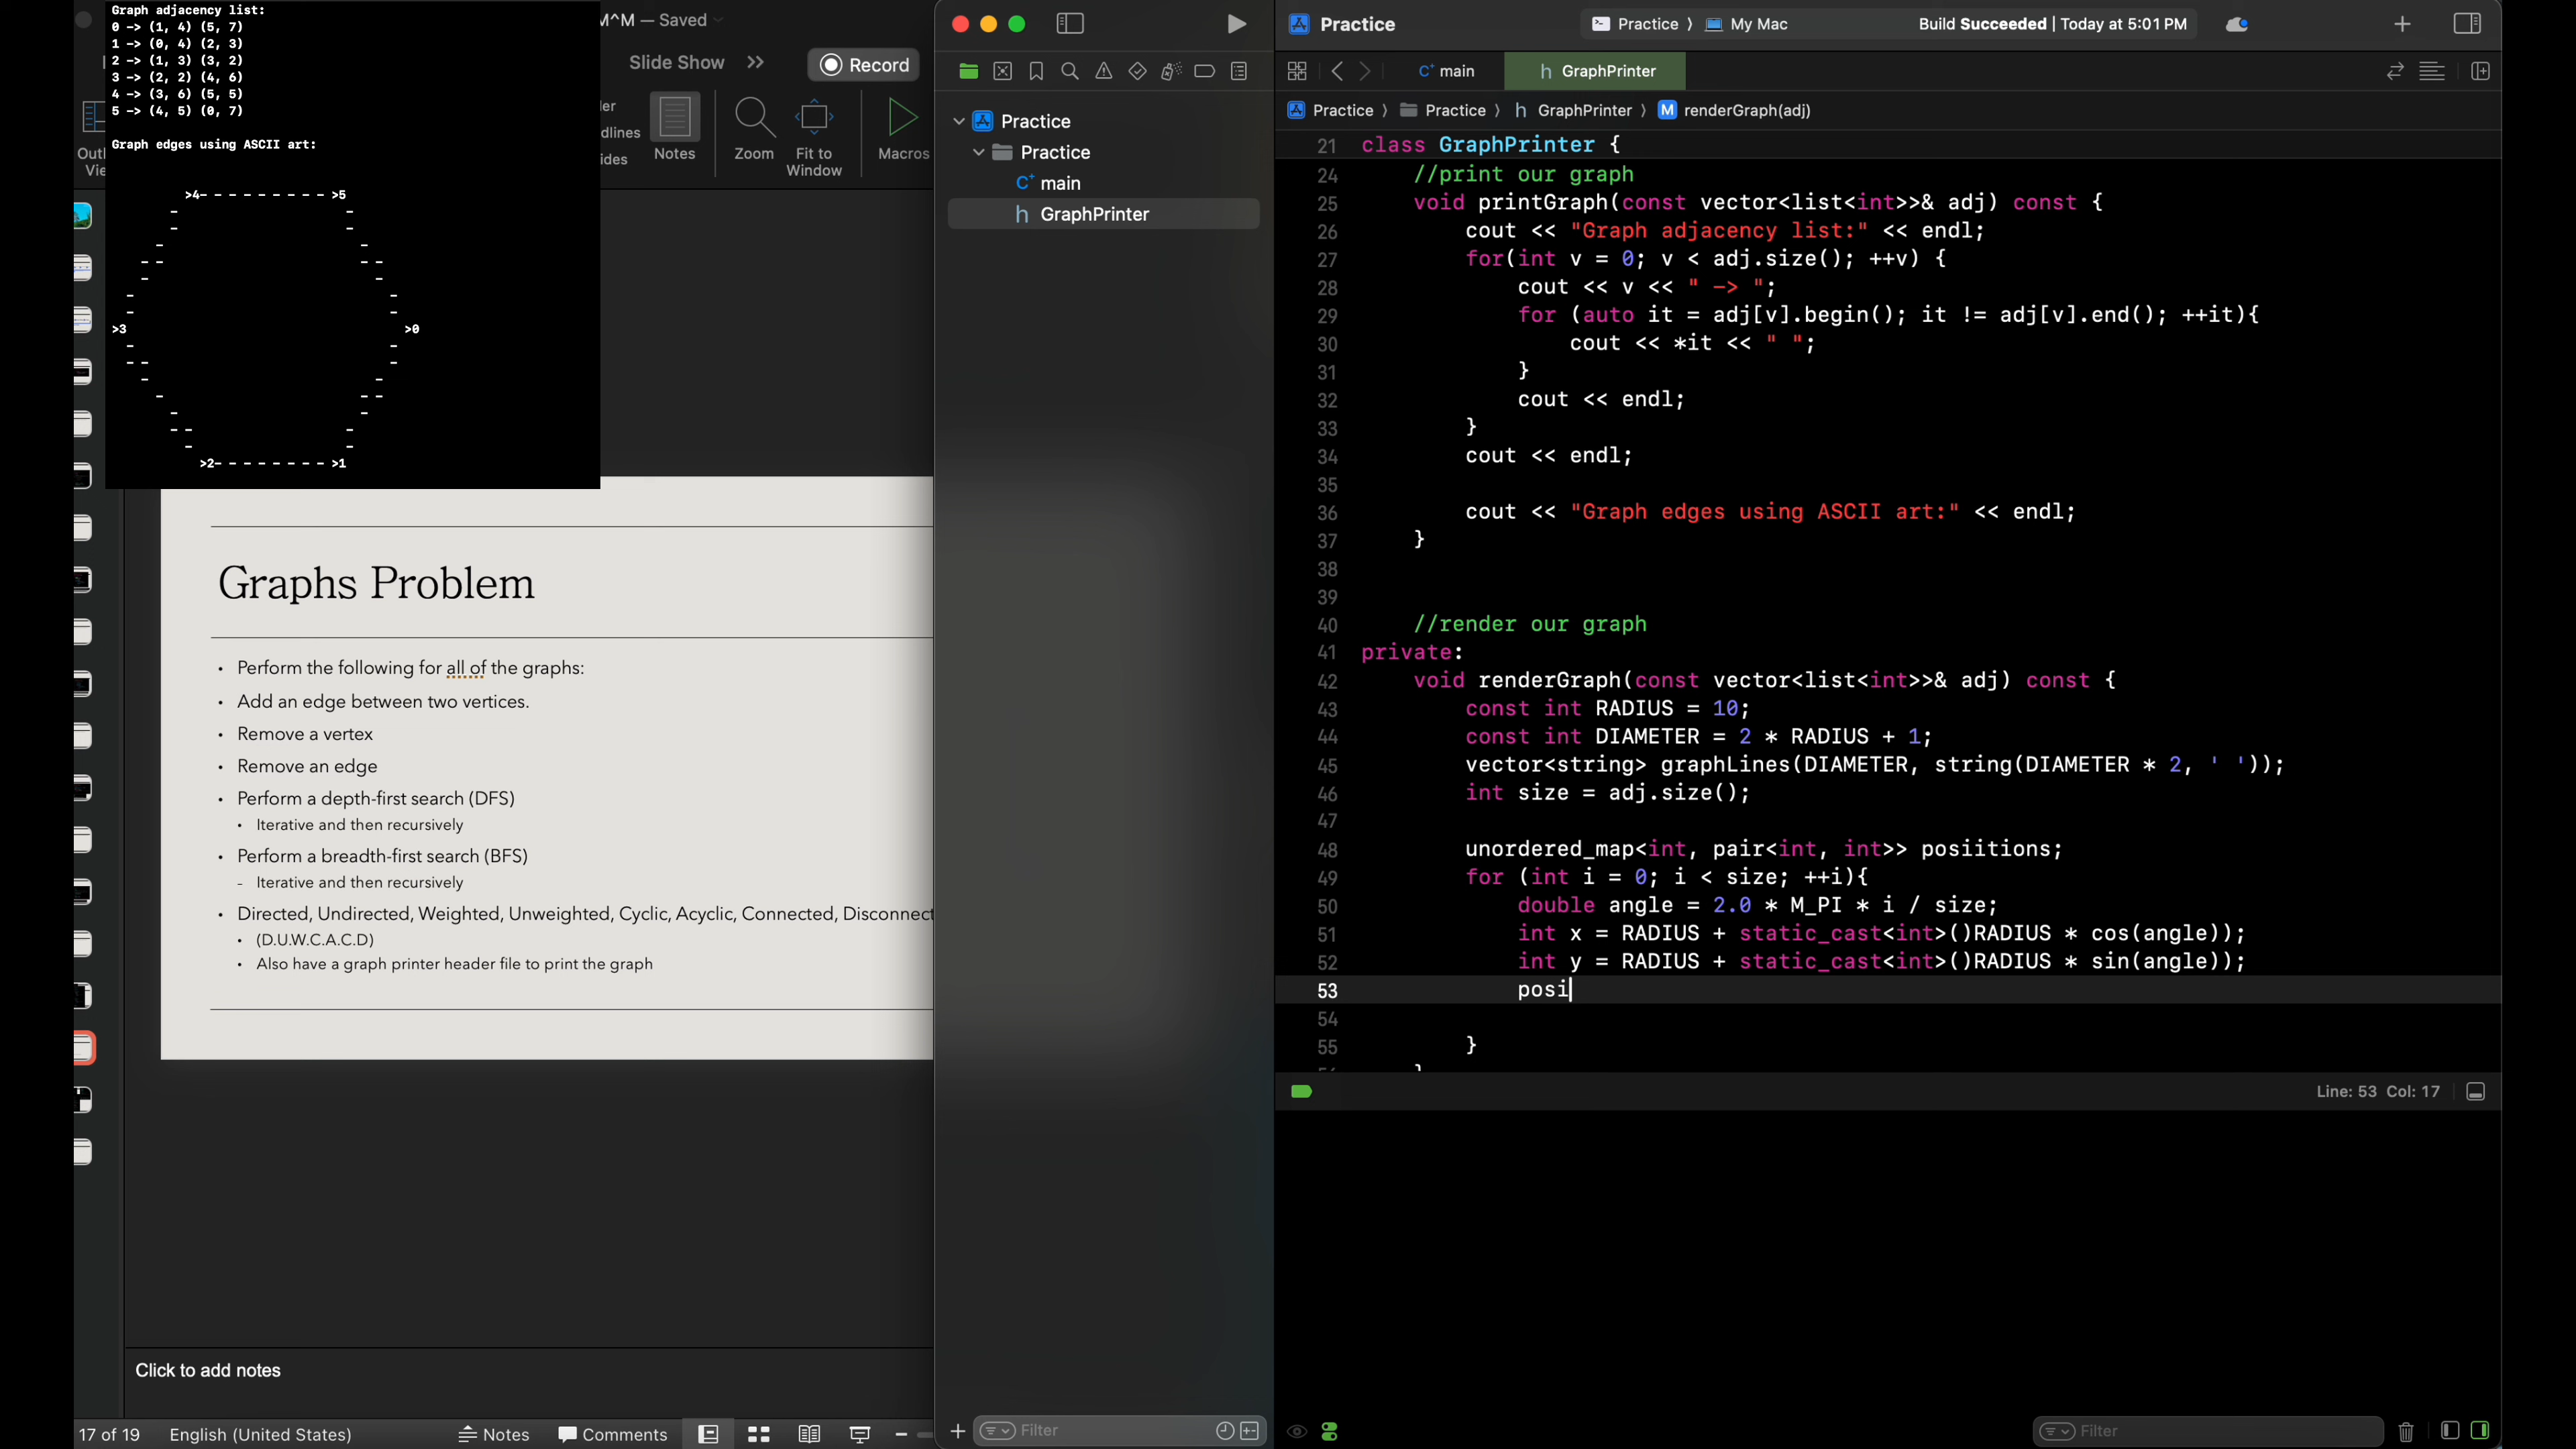 Graph adjacency list:
0 -> (1, 4) (5, 7)
1 -> (0, 4) (2, 3)
2 -> (1, 3) (3, 2)
3 -> (2, 2) (4, 6)
4 -> (3, 6) (5, 5)
5 -> (4, 5) (0, 7)
Graph edges using ASCII art:
>4- - - - - - - - - >5
>3 >0
>2- - - - - - - - >1
M^M — Saved
Slide Show
Record
Notes
Zoom
Fit to Window
Macros
Graphs Problem
• Perform the following for all of the graphs:
• Add an edge between two vertices.
• Remove a vertex
• Remove an edge
• Perform a depth-first search (DFS)
• Iterative and then recursively
• Perform a breadth-first search (BFS)
- Iterative and then recursively
• Directed, Undirected, Weighted, Unweighted, Cyclic, Acyclic, Connected, Disconnect
• (D.U.W.C.A.C.D)
• Also have a graph printer header file to print the graph
Click to add notes
17 of 19 English (United States) Notes Comments
Practice
Practice
main
GraphPrinter
Filter
Practice
Practice 〉 My Mac
Build Succeeded | Today at 5:01 PM
main
GraphPrinter
Practice 〉 Practice 〉 h GraphPrinter 〉 M renderGraph(adj)
21 class GraphPrinter {
24 //print our graph
25 void printGraph(const vector<list<int>>& adj) const {
26 cout << "Graph adjacency list:" << endl;
27 for(int v = 0; v < adj.size(); ++v) {
28 cout << v << " -> ";
29 for (auto it = adj[v].begin(); it != adj[v].end(); ++it){
30 cout << *it << " ";
31 }
32 cout << endl;
33 }
34 cout << endl;
35
36 cout << "Graph edges using ASCII art:" << endl;
37 }
38
39
40 //render our graph
41 private:
42 void renderGraph(const vector<list<int>>& adj) const {
43 const int RADIUS = 10;
44 const int DIAMETER = 2 * RADIUS + 1;
45 vector<string> graphLines(DIAMETER, string(DIAMETER * 2, ' '));
46 int size = adj.size();
47
48 unordered_map<int, pair<int, int>> posiitions;
49 for (int i = 0; i < size; ++i){
50 double angle = 2.0 * M_PI * i / size;
51 int x = RADIUS + static_cast<int>()RADIUS * cos(angle));
52 int y = RADIUS + static_cast<int>()RADIUS * sin(angle));
53 posi
54
55 }
Line: 53 Col: 17
Filter